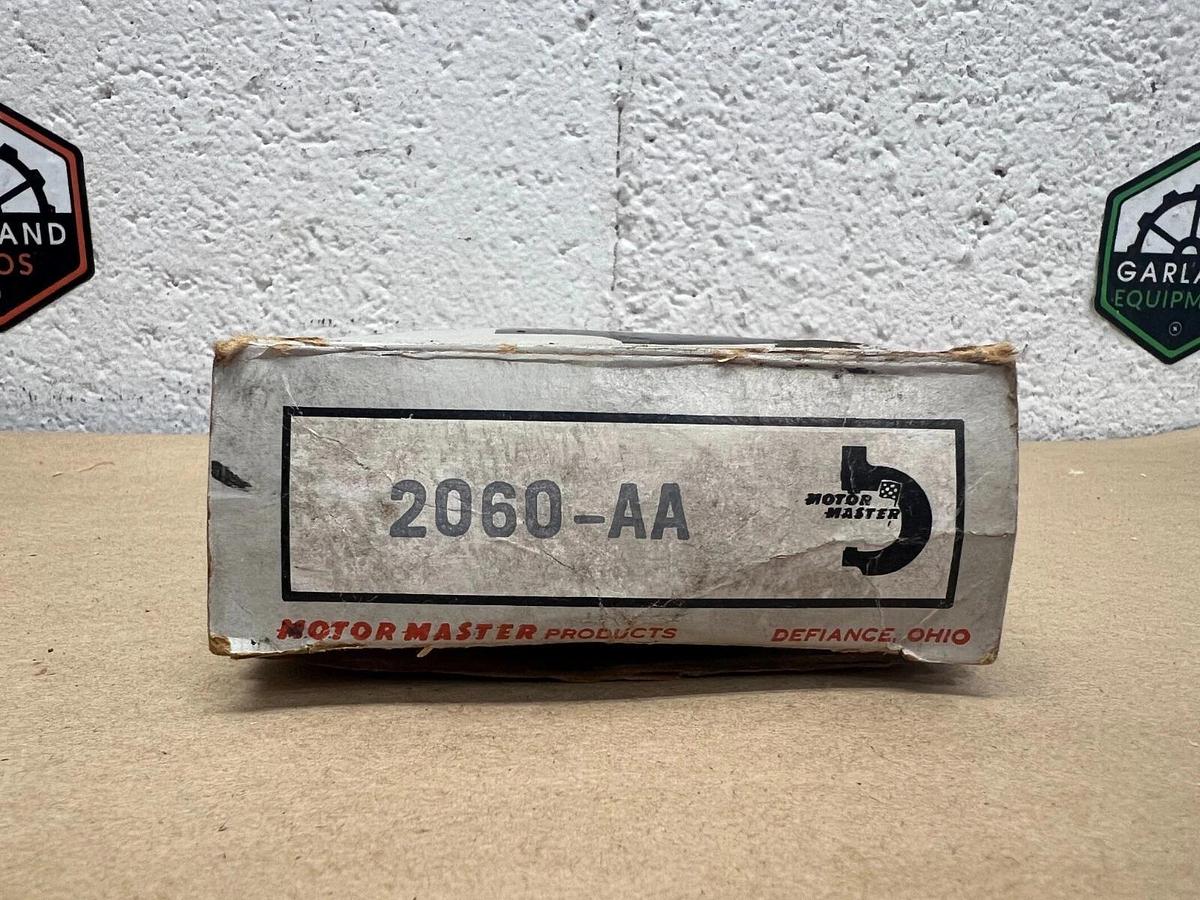 AND
OS
GARLA
EQUIPM
2060-AA
MOTOR
MASTER
MOTOR MASTER PRODUCTS
DEFIANCE, OHIO